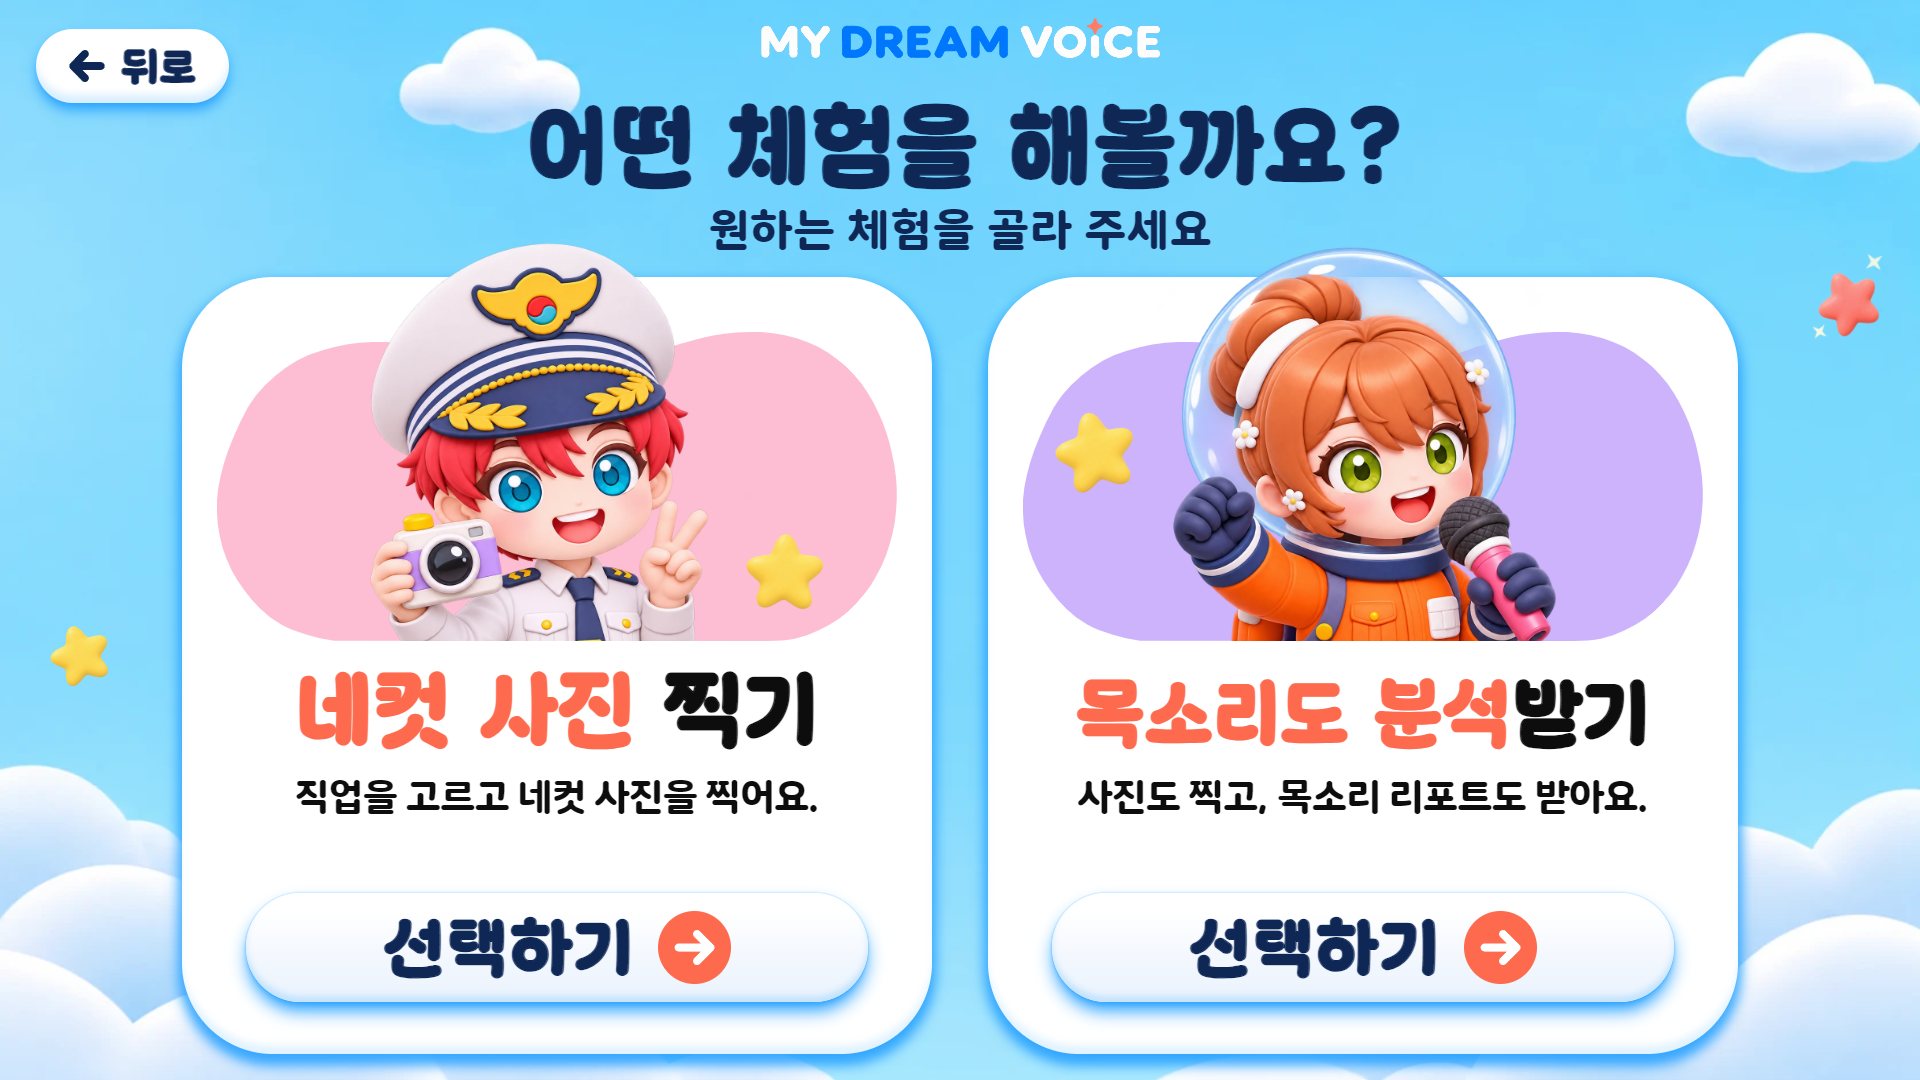 MY DREAM VOiCE
뒤로
어떤 체험을 해볼까요?
원하는 체험을 골라 주세요
네컷 사진 찍기
직업을 고르고 네컷 사진을 찍어요.
선택하기
목소리도 분석받기
사진도 찍고, 목소리 리포트도 받아요.
선택하기